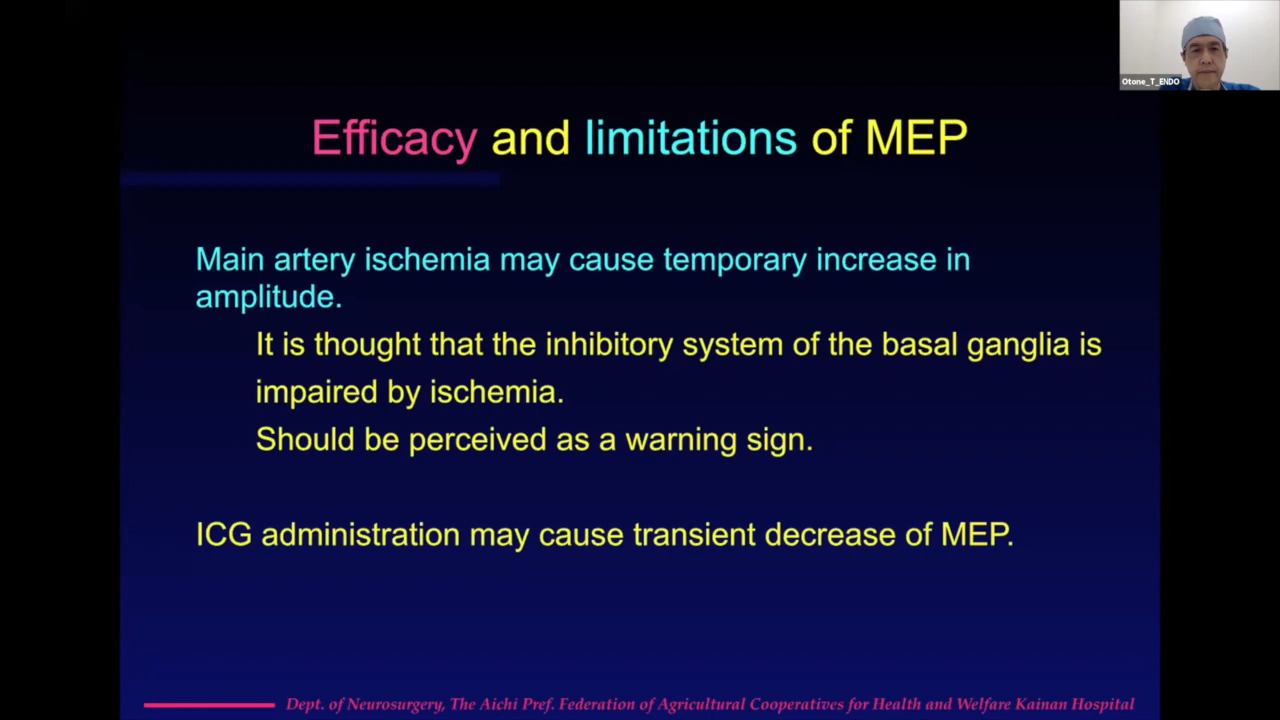 Otone_T_ENDO
Efficacy and limitations of MEP
Main artery ischemia may cause temporary increase in
amplitude.
It is thought that the inhibitory system of the basal ganglia is
impaired by ischemia.
Should be perceived as a warning sign.
ICG administration may cause transient decrease of MEP.
Dept. of Neurosurgery, The Aichi Pref. Federation of Agricultural Cooperatives for Health and Welfare Kainan Hospital